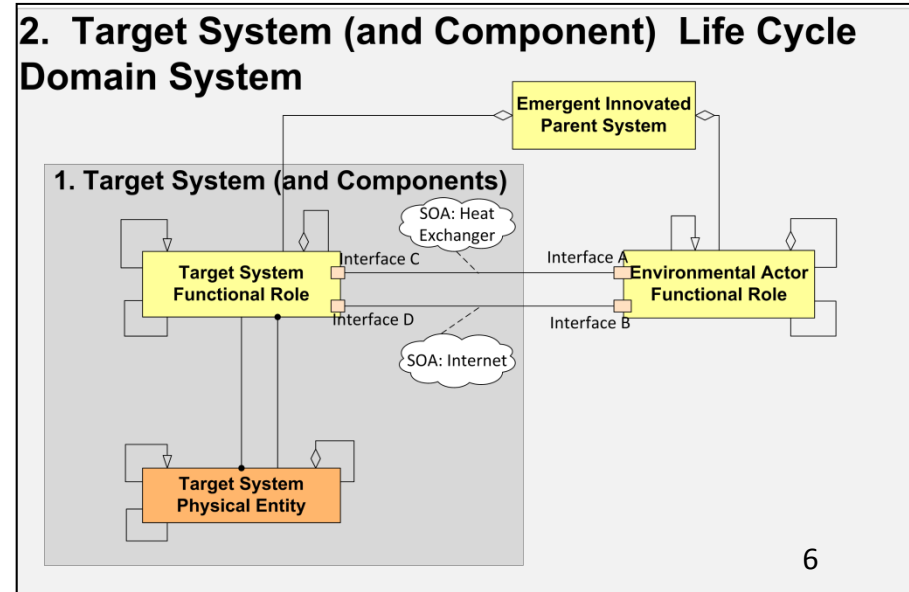 2. Target System (and Component) Life Cycle
Domain System
Emergent Innovated
Parent System
1. Target System (and Components)
SOA: Heat
Exchanger
Interface C
Interface A
Target System
Functional Role
Environmental Actor
Functional Role
Interface D
Interface B
SOA: Internet
Target System
Physical Entity
6